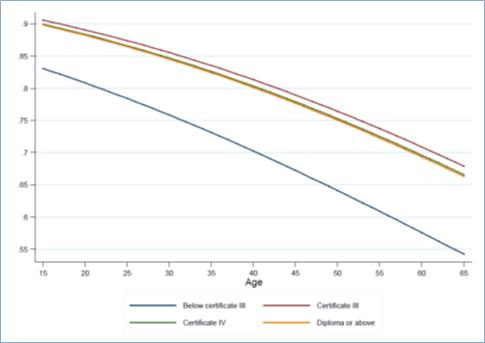 .9
.85
.8
.75
.7
.65
.6
.55
15 20 25 30 35 40 45 50 55 60 65
Age
Below certificate III Certificate III
Certificate IV Diploma or above